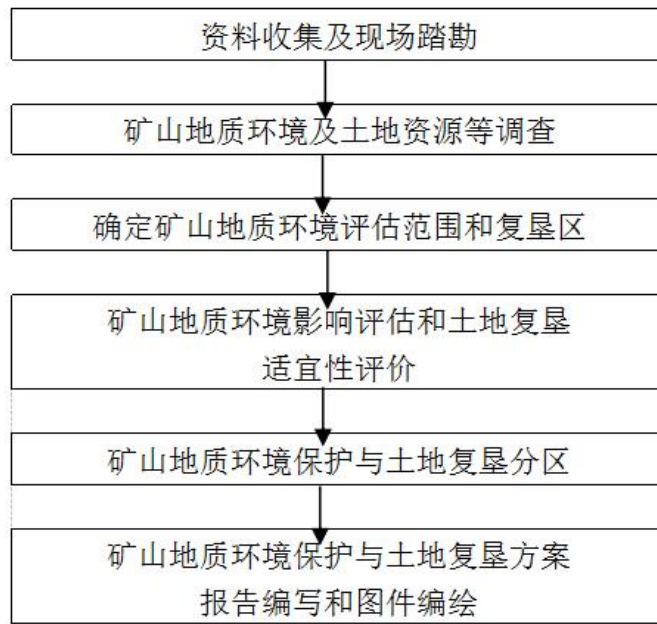 资料收集及现场踏勘
矿山地质环境及土地资源等调查
确定矿山地质环境评估范围和复垦区
矿山地质环境影响评估和土地复垦
适宜性评价
矿山地质环境保护与土地复垦分区
矿山地质环境保护与土地复垦方案
报告编写和图件编绘